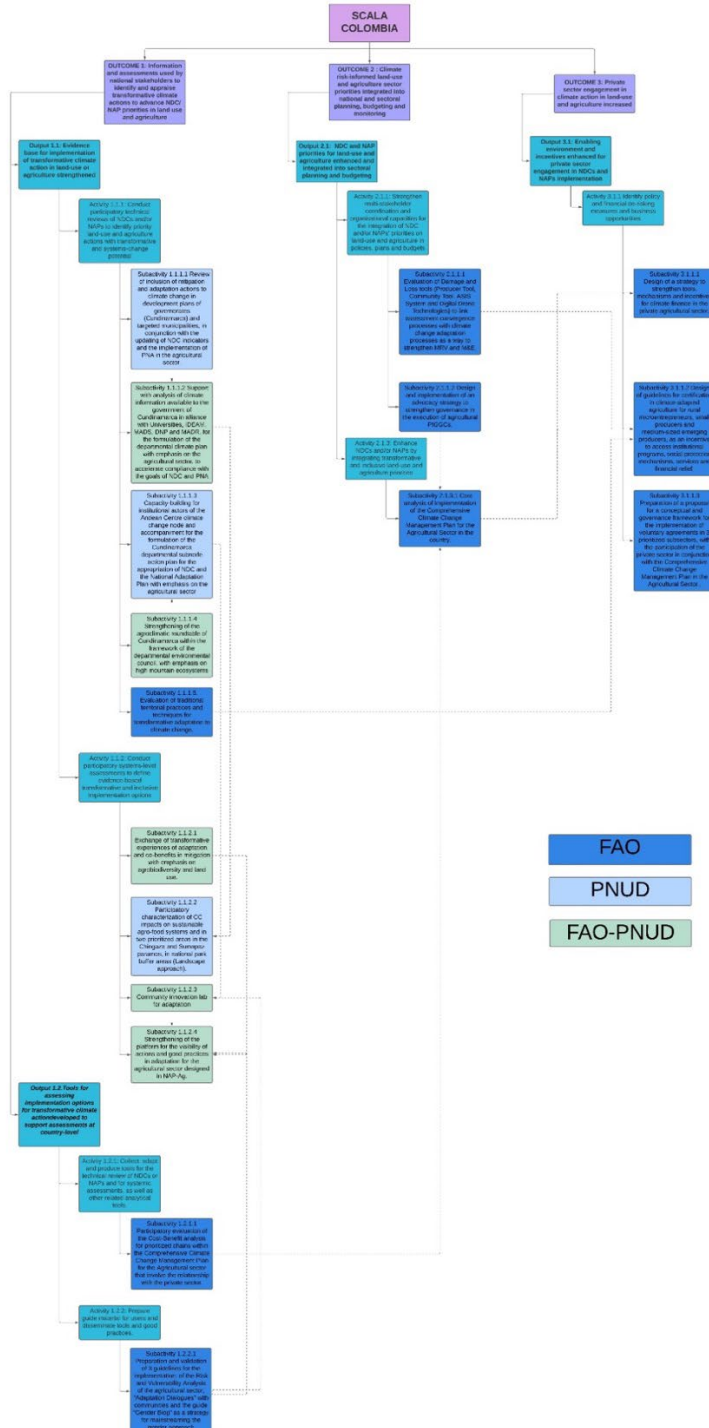 SCALA
COLOMBIA
OUTCOME 1: Information
and assessments used by
national stakeholders to
identify and appraise
transformative climate
actions to advance NDC/
NAP priorities in land use
and agriculture
OUTCOME 2 : Climate
risk-informed land-use
and agriculture sector
priorities integrated into
national and sectoral
planning, budgeting and
monitoring
OUTCOME 3: Private
sector engagement in
climate action in land-use
and agriculture increased
Output 1.1: Evidence
base for implementation
of transformative climate
action in land-use or
agriculture strengthened
Activity 1.1.1: Conduct
participatory technical
reviews of NDCs and/or
NAPs to identify priority
land-use and agriculture
actions with transformative
and systems-change
potential
Subactivity 1.1.1.1 Review
of inclusion of mitigation
and adaptation actions to
climate change in
development plans of
governments
(Cundinamarca) and
targeted municipalities, in
conjunction with the
updating of NDC indicators
and the implementation of
PNA in the agricultural
sector
Subactivity 1.1.1.2 Support
with analysis of climate
information available to the
government of
Cundinamarca in alliance
with Universities, IDEAM,
MADS, DNP and MADR, for
the formulation of the
departmental climate plan
with emphasis on the
agricultural sector, to
accelerate compliance with
the goals of NDC and PNA.
Subactivity 1.1.1.3
Capacity-building for
institutional actors of the
Andean Centre climate
change node and
accompaniment for the
formulation of the
Cundinamarca
departmental subnode
action plan for the
appropriation of NDC and
the National Adaptation
Plan with emphasis on the
agricultural sector
Subactivity 1.1.1.4
Strengthening of the
agroclimatic roundtable of
Cundinamarca within the
framework of the
departmental environmental
council, with emphasis on
high mountain ecosystems
Subactivity 1.1.1.5.
Evaluation of traditional
territorial practices and
techniques for
transformative adaptation to
climate change.
Activity 1.1.2: Conduct
participatory systems-level
assessments to define
evidence-based
transformative and inclusive
implementation options
Subactivity 1.1.2.1
Exchange of transformative
experiences of adaptation
and co-benefits in mitigation
with emphasis on
agrobiodiversity and land
use.
Subactivity 1.1.2.2
Participatory
characterization of CC
impacts on sustainable
agro-food systems and in
two prioritized areas in the
Chingaza and Sumapaz
paramos, in national park
buffer areas (Landscape
approach).
Subactivity 1.1.2.3
Community innovation lab
for adaptation
Subactivity 1.1.2.4
Strengthening of the
platform for the visibility of
actions and good practices
in adaptation for the
agricultural sector designed
in NAP-Ag.
Output 1.2.Tools for
assessing
implementation options
for transformative climate
actiondeveloped to
support assessments at
country-level
Activity 1.2.1: Collect, adapt
and produce tools for the
technical review of NDCs or
NAPs and for systems
assessments, as well as
other related analytical
tools.
Subactivity 1.2.1.1
Participatory evaluation of
the Cost-Benefit analysis
for prioritized chains within
the Comprehensive Climate
Change Management Plan
for the Agricultural sector
that involve the relationship
with the private sector
Activity 1.2.2: Prepare
guide material for users and
disseminate tools and good
practices.
Subactivity 1.2.2.1
Preparation and validation
of 3 guidelines for the
implementation of the Risk
and Vulnerability Analysis
of the agricultural sector,
"Adaptation Dialogues" with
communities and the guide
"Gender Blog" as a strategy
for mainstreaming the
Output 2.1: NDC and NAP
priorities for land-use and
agriculture enhanced and
integrated into sectoral
planning and budgeting
Activity 2.1.1: Strengthen
multi-stakeholder
coordination and
organisational capacities for
the integration of NDC
and/or NAPs' priorities on
land-use and agriculture in
policies, plans and budgets
Subactivity 2.1.1.1
Evaluation of Damage and
Loss tools (Producer Tool,
Community Tool, ASIS
System and Digital Drone
Technologies) to link
assessment convergence
processes with climate
change adaptation
processes as a way to
strengthen MRV and M&E.
Subactivity 2.1.1.2 Design
and implementation of an
advocacy strategy to
strengthen governance in
the execution of agricultural
PIGCCs.
Activity 2.1.3: Enhance
NDCs and/or NAPs by
integrating transformative
and inclusive land-use and
agriculture priorities
Subactivity 2.1.3.1 Cost
analysis of implementation
of the Comprehensive
Climate Change
Management Plan for the
Agricultural Sector in the
country.
Output 3.1: Enabling
environment and
incentives enhanced for
private sector
engagement in NDCs and
NAPs implementation
Activity 3.1.1 Identify policy
and financial de-risking
measures and business
opportunities
Subactivity 3.1.1.1
Design of a strategy to
strengthen tools,
mechanisms and incentives
for climate finance in the
private agricultural sector.
Subactivity 3.1.1.2 Design
of guidelines for certification
in climate-adapted
agriculture for rural
microentrepreneurs, small
producers and
medium-sized emerging
producers, as an incentive
to access institutional
programs, social protection
mechanisms, services and
financial relief
Subactivity 3.1.1.3
Preparation of a proposal
for a conceptual and
governance framework for
the implementation of
voluntary agreements in 3
prioritized subsectors, with
the participation of the
private sector in conjunction
with the Comprehensive
Climate Change
Management Plan in the
Agricultural Sector.
FAO
PNUD
FAO-PNUD